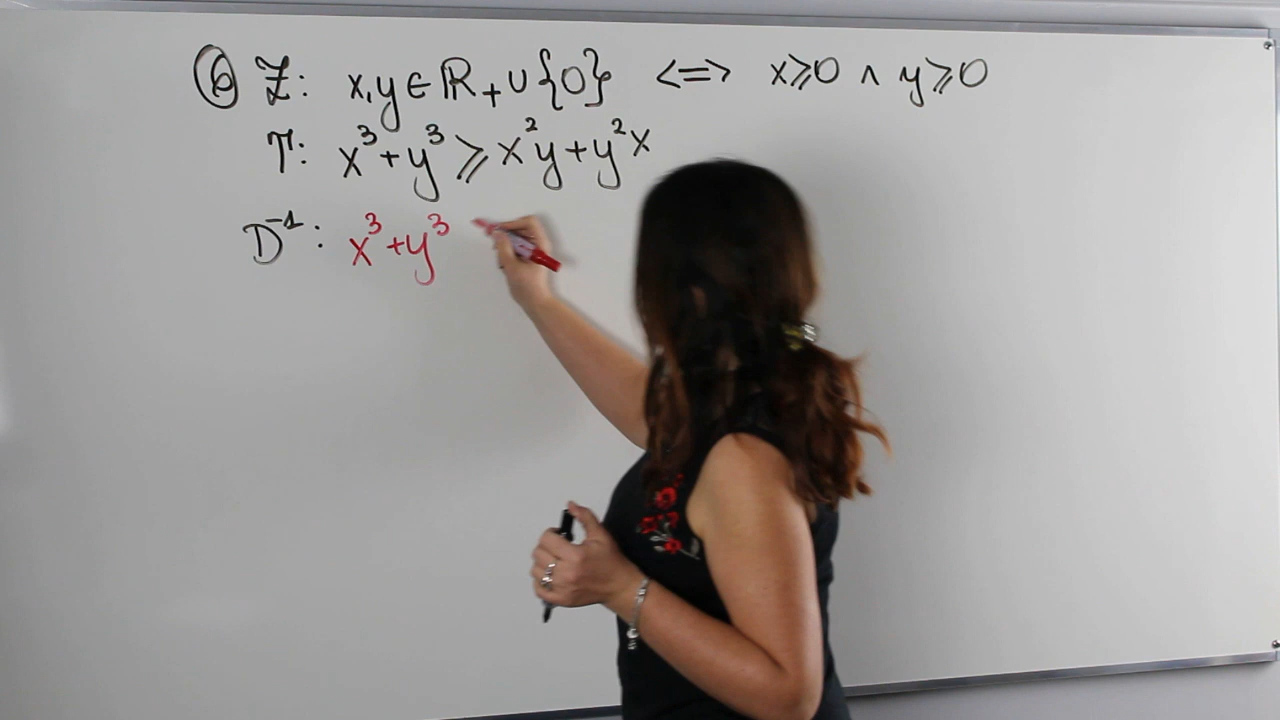 ⑥ Z: x,y∈ℝ₊∪{0} <=> x⩾0 ∧ y⩾0
T: x³+y³⩾x²y+y²x
D⁻¹: x³+y³